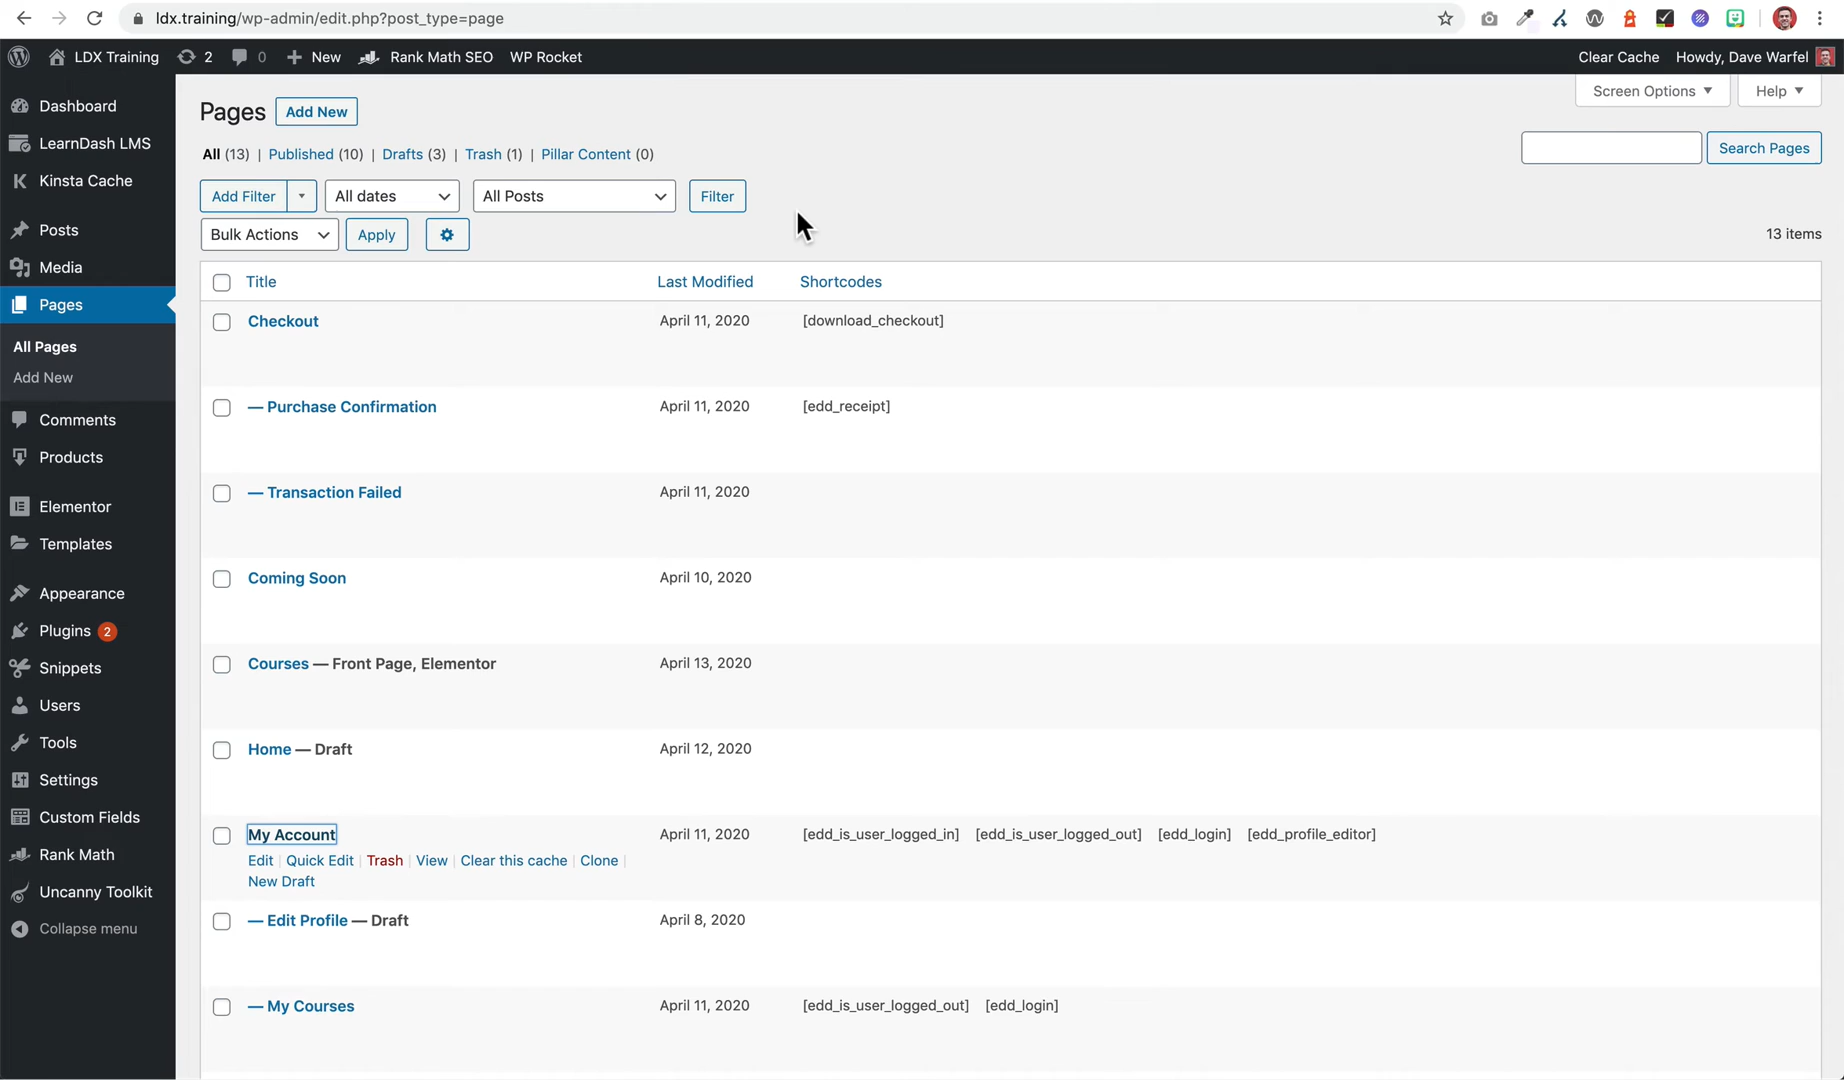 ldx.training/wp-admin/edit.php?post_type=page
LDX Training 2 0 New Rank Math SEO WP Rocket Clear Cache Howdy, Dave Warfel
Dashboard
LearnDash LMS
Kinsta Cache
Posts
Media
Pages
All Pages
Add New
Comments
Products
Elementor
Templates
Appearance
Plugins 2
Snippets
Users
Tools
Settings
Custom Fields
Rank Math
Uncanny Toolkit
Collapse menu
Screen Options Help
Pages Add New
All (13) | Published (10) | Drafts (3) | Trash (1) | Pillar Content (0)
Search Pages
Add Filter All dates All Posts Filter
Bulk Actions Apply
13 items
Title Last Modified Shortcodes
Checkout April 11, 2020 [download_checkout]
— Purchase Confirmation April 11, 2020 [edd_receipt]
— Transaction Failed April 11, 2020
Coming Soon April 10, 2020
Courses — Front Page, Elementor April 13, 2020
Home — Draft April 12, 2020
My Account April 11, 2020 [edd_is_user_logged_in] [edd_is_user_logged_out] [edd_login] [edd_profile_editor]
Edit | Quick Edit | Trash | View | Clear this cache | Clone |
New Draft
— Edit Profile — Draft April 8, 2020
— My Courses April 11, 2020 [edd_is_user_logged_out] [edd_login]